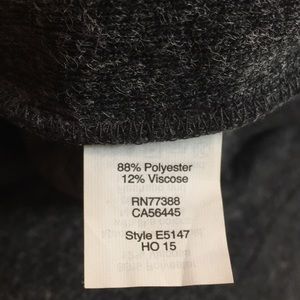 88% Polyester
12% Viscose
RN77388
CA56445
Style E5147
HO 15